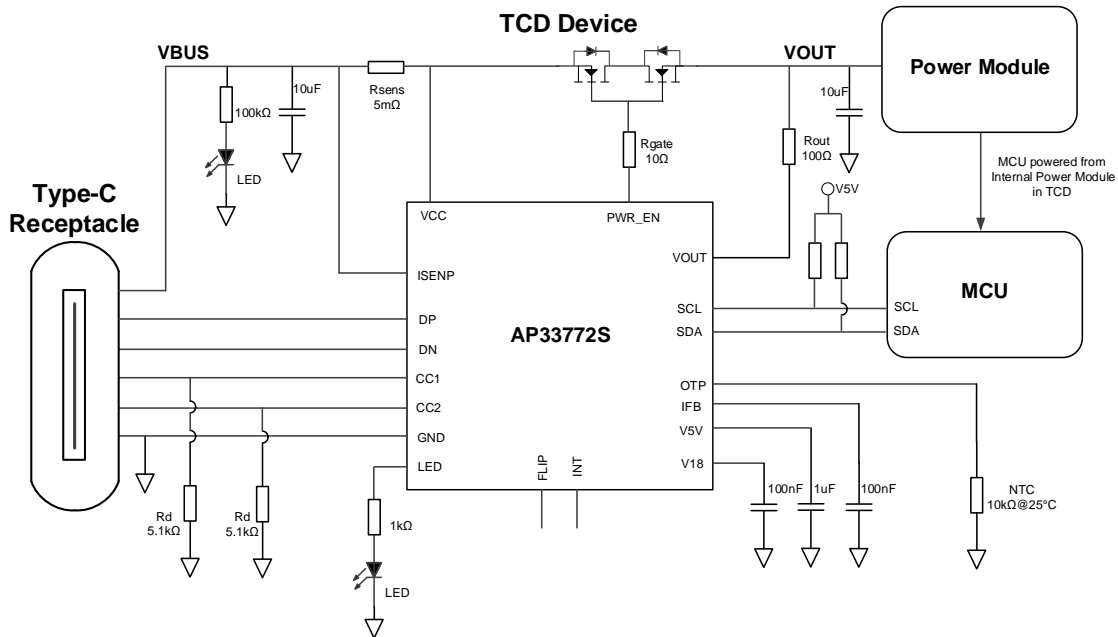 TCD Device
VBUS
VOUT
Power Module
Rsens
5mΩ
10uF
100kΩ
LED
Rgate
10Ω
Rout
100Ω
10uF
MCU powered from
Internal Power Module
in TCD
V5V
Type-C
Receptacle
VCC
PWR_EN
ISENP
VOUT
DP
DN
CC1
CC2
GND
LED
AP33772S
SCL
SDA
OTP
IFB
V5V
V18
FLIP
INT
MCU
SCL
SDA
Rd
5.1kΩ
Rd
5.1kΩ
1kΩ
LED
100nF
1uF
100nF
NTC
10kΩ@25°C